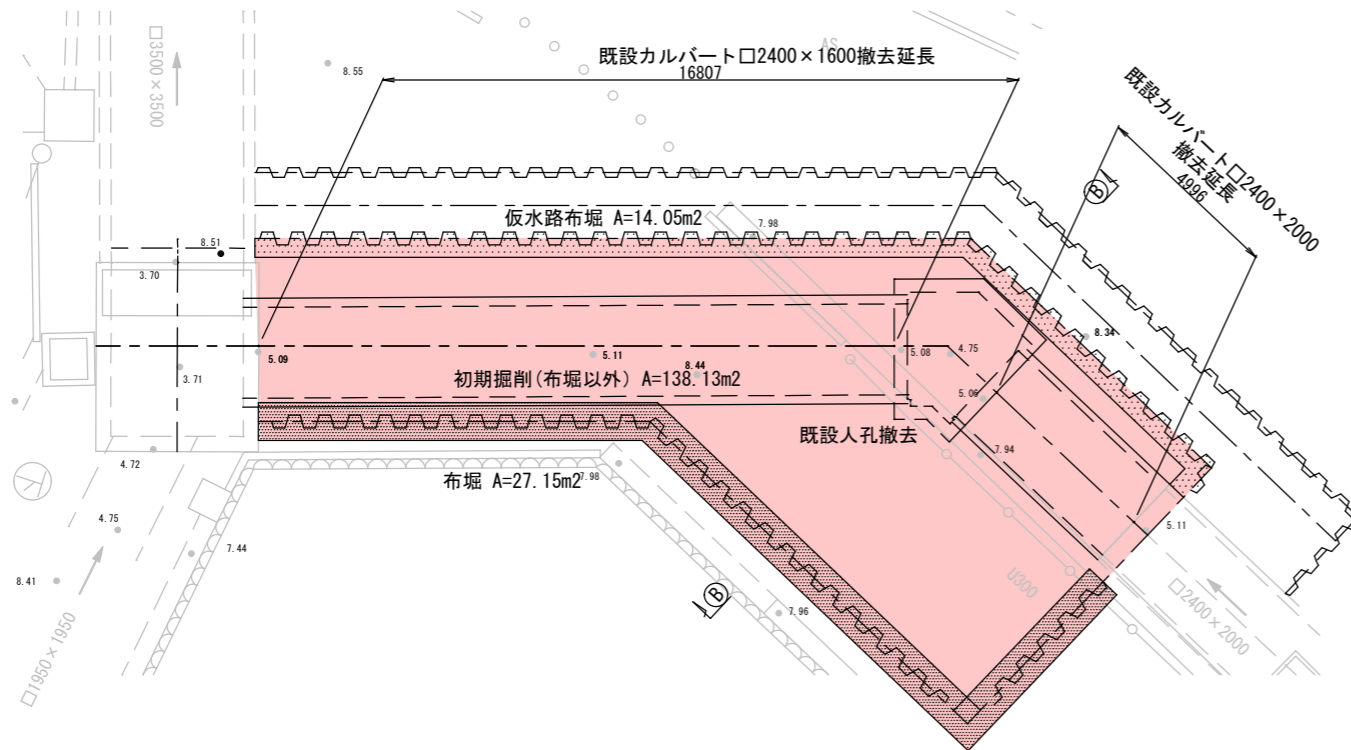 □3500×3500
8.55
AS
既設カルバート□2400×1600撤去延長
16807
既設カルバート□2400×2000
撤去延長
4996
B
仮水路布堀 A=14.05m2
7.98
8.51
3.70
8.34
5.09
5.11
5.08
4.75
8.44
3.71
初期掘削(布堀以外) A=138.13m2
5.06
既設人孔撤去
4.72
7.94
布堀 A=27.15m2
7.98
4.75
5.11
7.44
8.41
U300
□2400×2000
B
7.96
□1950×1950